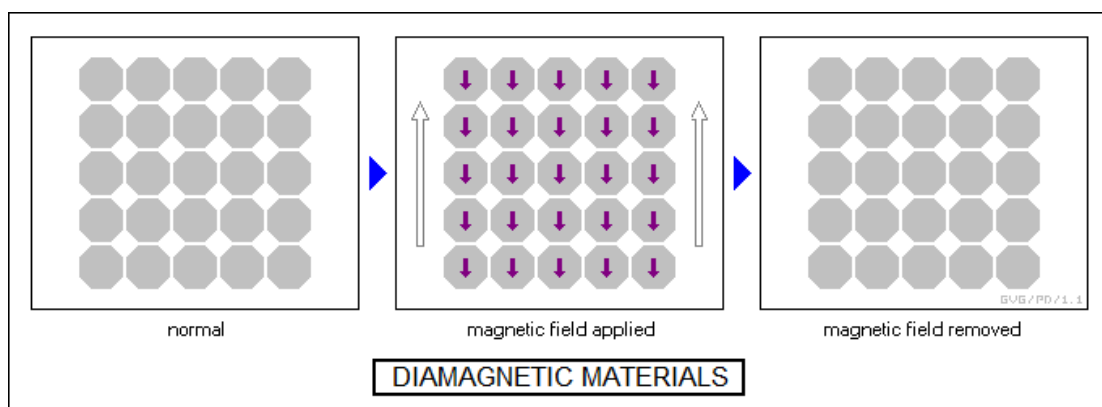 GVG/PD/1.1
normal
magnetic field applied
magnetic field removed
DIAMAGNETIC MATERIALS